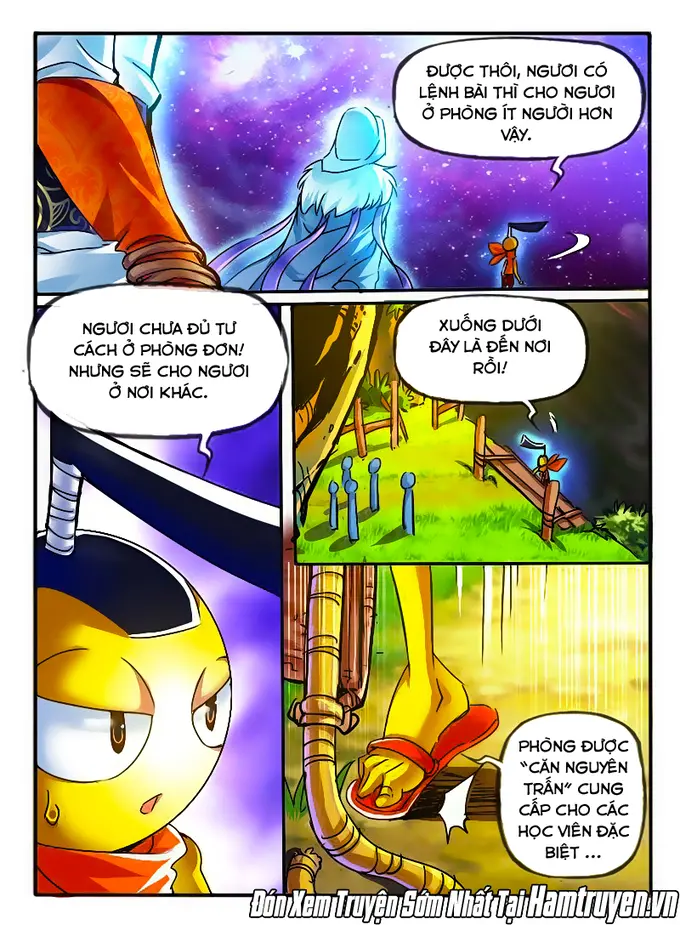 ĐƯỢC THÔI, NGƯƠI CÓ
LỆNH BÀI THÌ CHO NGƯƠI
Ở PHÒNG ÍT NGƯỜI HƠN
VẬY.
NGƯƠI CHƯA ĐỦ TƯ
CÁCH Ở PHÒNG ĐƠN!
NHƯNG SẼ CHO NGƯƠI
Ở NƠI KHÁC.
XUỐNG DƯỚI
ĐÂY LÀ ĐẾN NƠI
RỒI!
PHÒNG ĐƯỢC
“CĂN NGUYÊN
TRẤN” CUNG
CẤP CHO CÁC
HỌC VIÊN ĐẶC
BIỆT ...
Đón Xem Truyện Sớm Nhất Tại Hamtruyen.vn